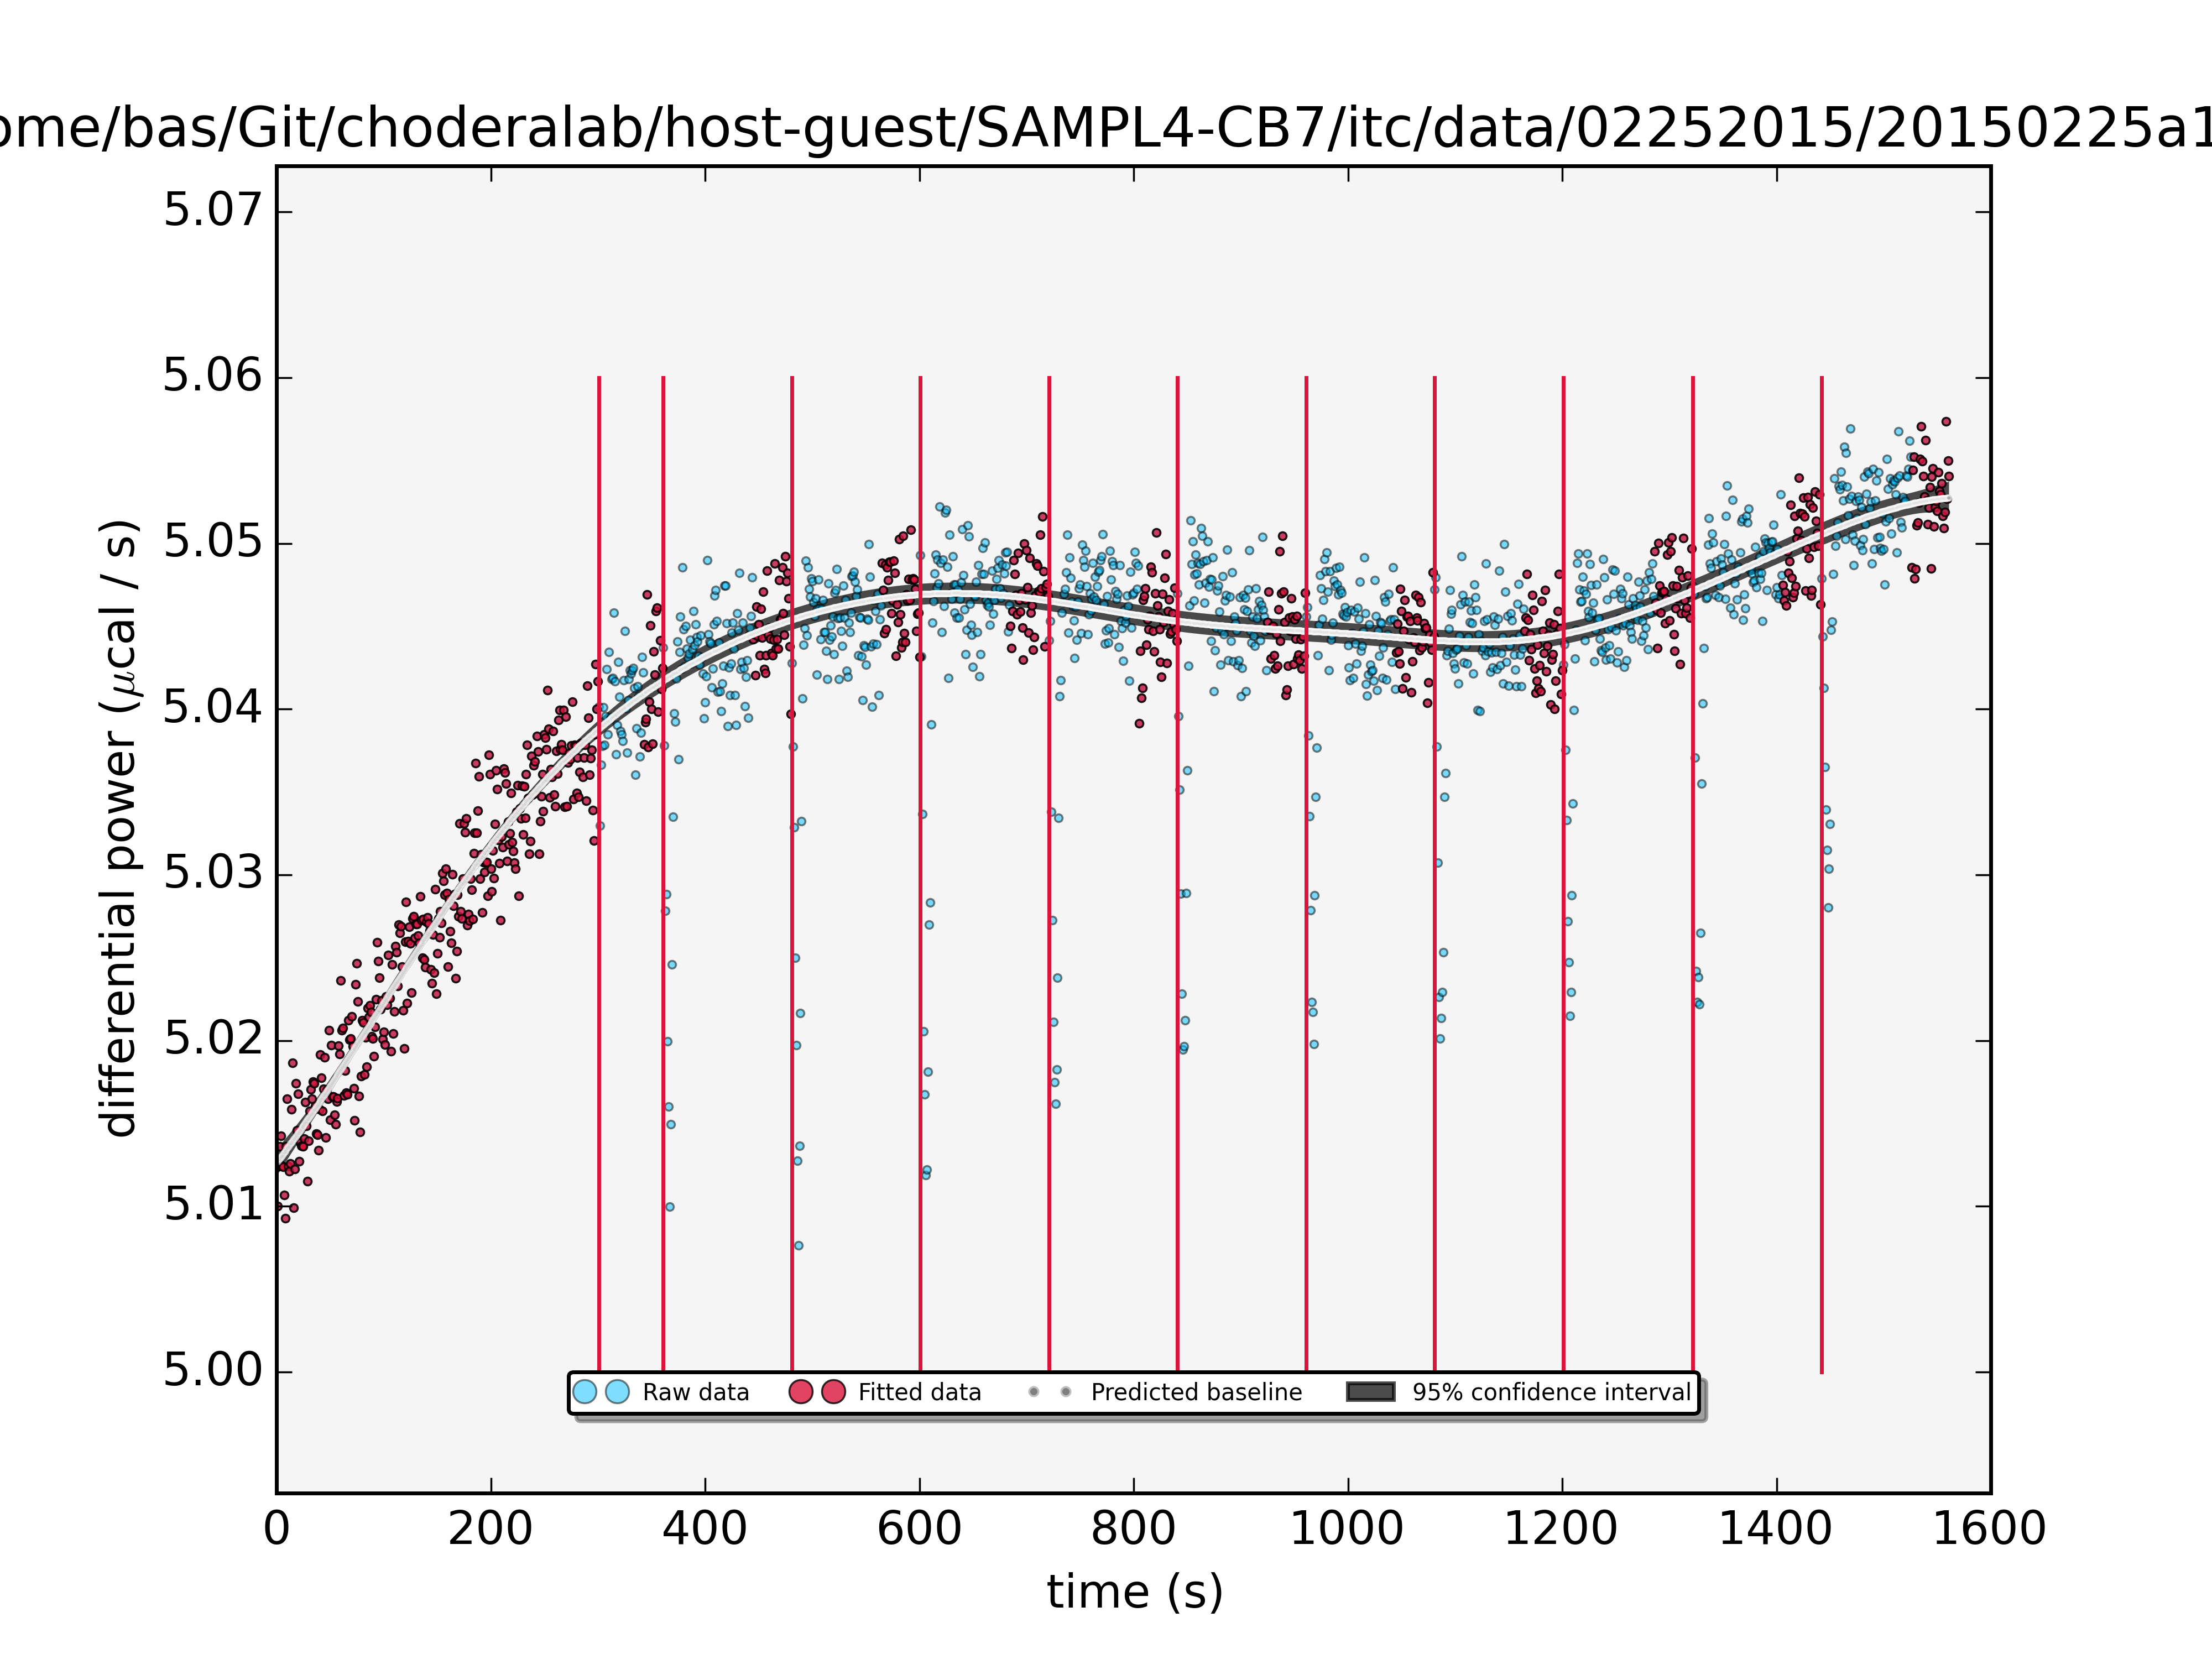 ome/bas/Git/choderalab/host-guest/SAMPL4-CB7/itc/data/02252015/20150225a1
5.07
5.06
5.05
5.04
5.03
5.02
5.01
5.00
differential power (μcal / s)
Raw data Fitted data Predicted baseline 95% confidence interval
0 200 400 600 800 1000 1200 1400 1600
time (s)